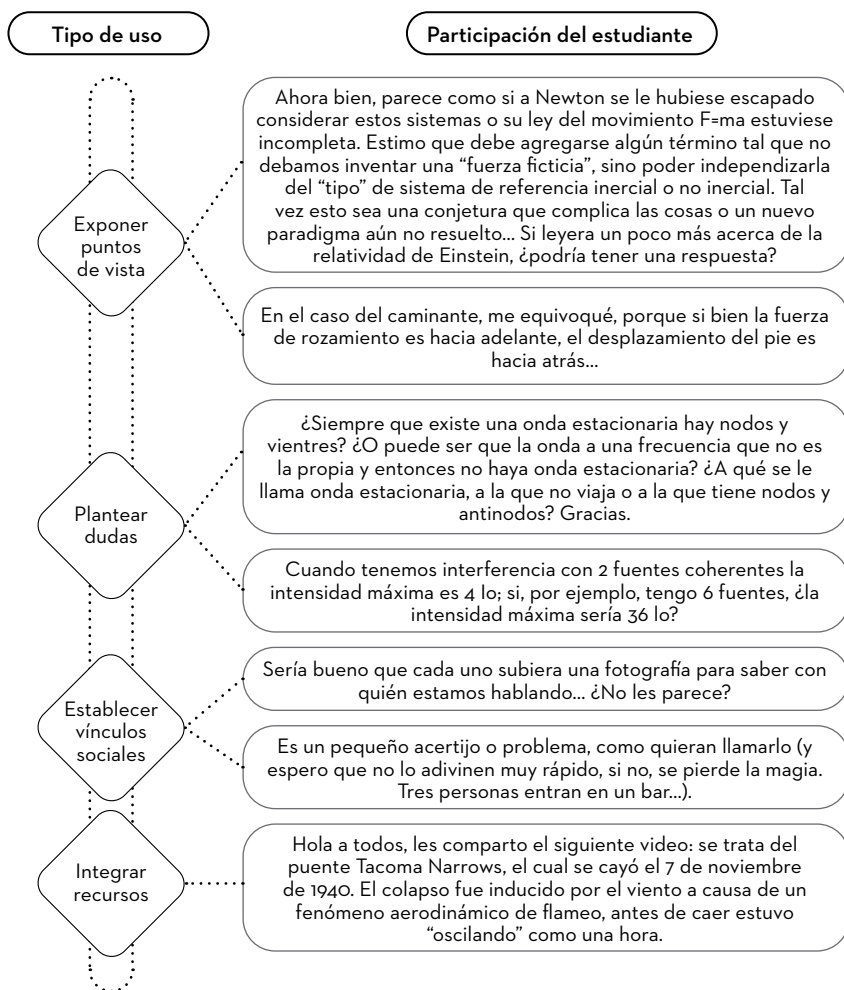 Tipo de uso
Participación del estudiante
Exponer
puntos
de vista
Ahora bien, parece como si a Newton se le hubiese escapado
considerar estos sistemas o su ley del movimiento F=ma estuviese
incompleta. Estimo que debe agregarse algún término tal que no
debamos inventar una “fuerza ficticia”, sino poder independizarla
del “tipo” de sistema de referencia inercial o no inercial. Tal
vez esto sea una conjetura que complica las cosas o un nuevo
paradigma aún no resuelto... Si leyera un poco más acerca de la
relatividad de Einstein, ¿podría tener una respuesta?
En el caso del caminante, me equivoqué, porque si bien la fuerza
de rozamiento es hacia adelante, el desplazamiento del pie es
hacia atrás...
Plantear
dudas
¿Siempre que existe una onda estacionaria hay nodos y
vientres? ¿O puede ser que la onda a una frecuencia que no es
la propia y entonces no haya onda estacionaria? ¿A qué se le
llama onda estacionaria, a la que no viaja o a la que tiene nodos y
antinodos? Gracias.
Cuando tenemos interferencia con 2 fuentes coherentes la
intensidad máxima es 4 lo; si, por ejemplo, tengo 6 fuentes, ¿la
intensidad máxima sería 36 lo?
Establecer
vínculos
sociales
Sería bueno que cada uno subiera una fotografía para saber con
quién estamos hablando... ¿No les parece?
Es un pequeño acertijo o problema, como quieran llamarlo (y
espero que no lo adivinen muy rápido, si no, se pierde la magia.
Tres personas entran en un bar...).
Integrar
recursos
Hola a todos, les comparto el siguiente video: se trata del
puente Tacoma Narrows, el cual se cayó el 7 de noviembre
de 1940. El colapso fue inducido por el viento a causa de un
fenómeno aerodinámico de flameo, antes de caer estuvo
“oscilando” como una hora.